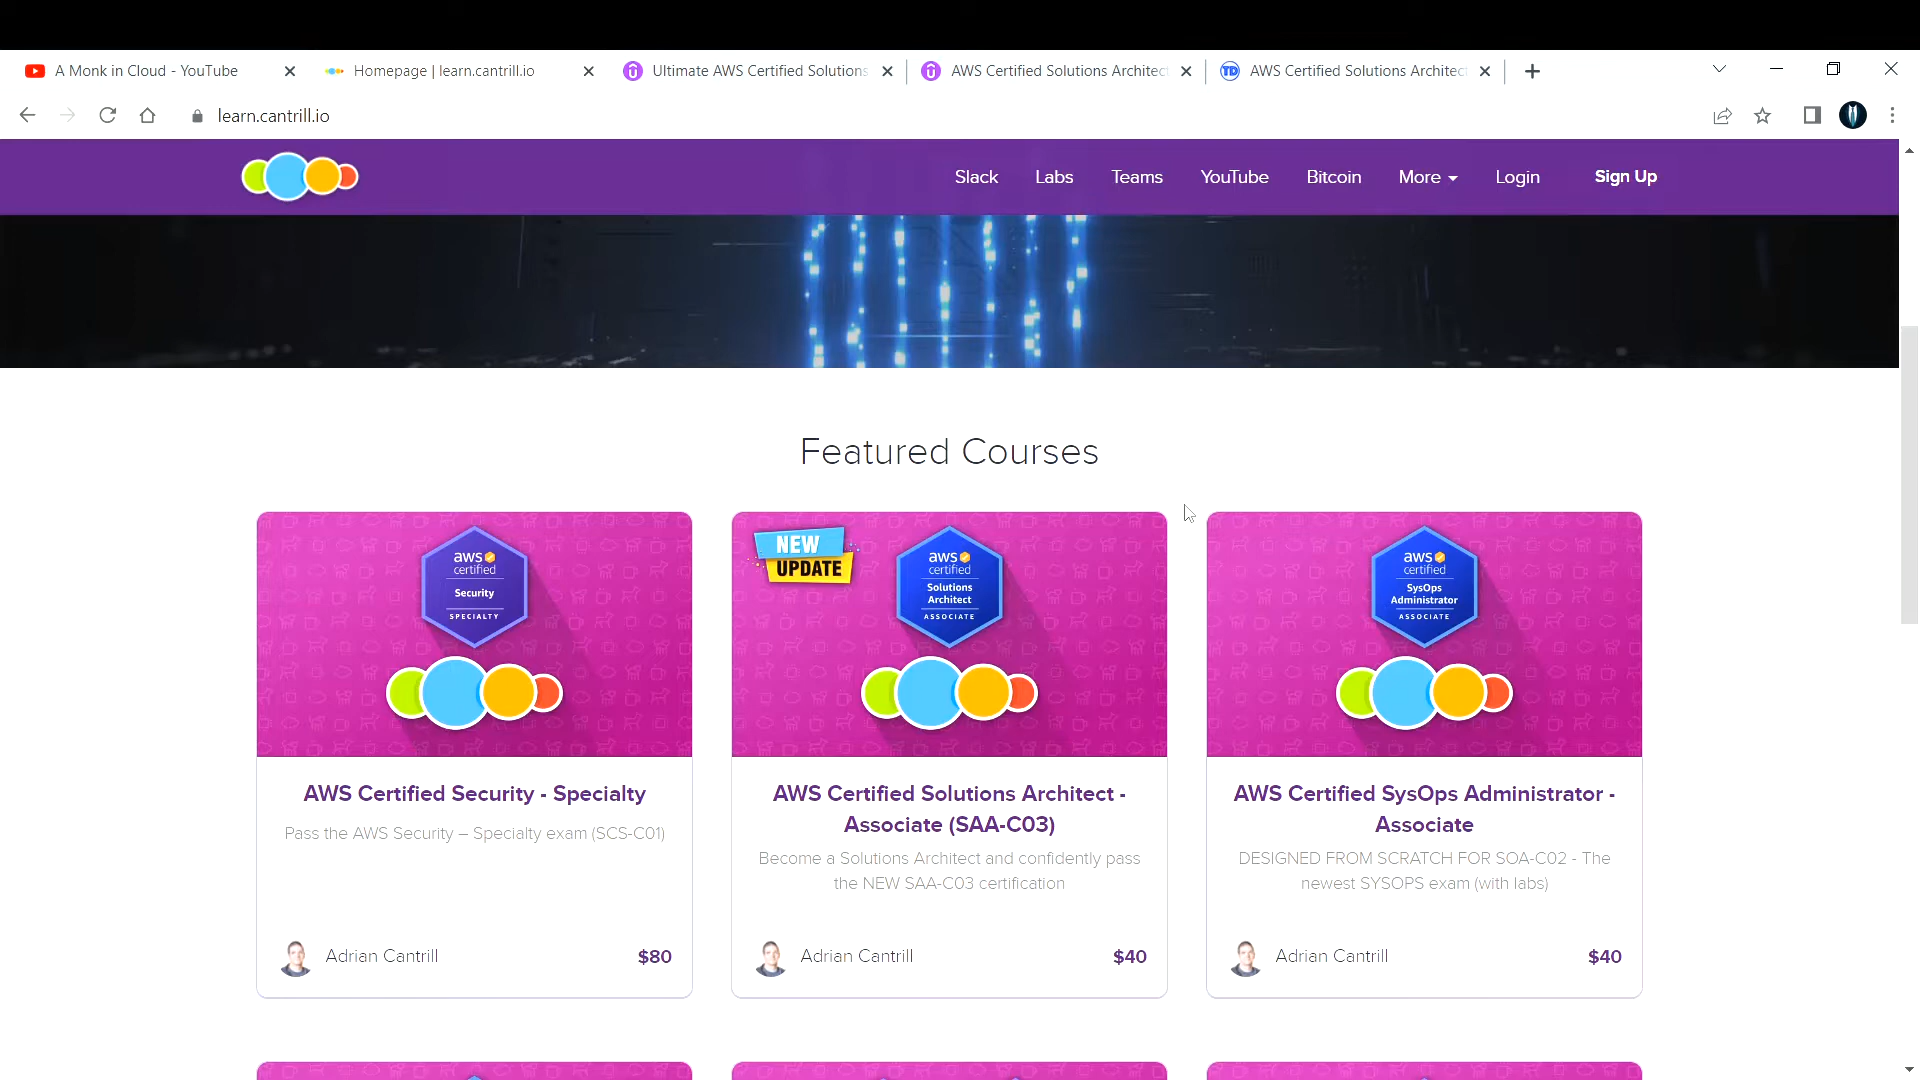 A Monk in Cloud - YouTube
Homepage | learn.cantrill.io
Ultimate AWS Certified Solutions
AWS Certified Solutions Architect
AWS Certified Solutions Architect
learn.cantrill.io
Slack
Labs
Teams
YouTube
Bitcoin
More
Login
Sign Up
Featured Courses
aws
certified
Security
SPECIALTY
NEW
UPDATE
aws
certified
Solutions
Architect
ASSOCIATE
aws
certified
SysOps
Administrator
ASSOCIATE
AWS Certified Security - Specialty
Pass the AWS Security – Specialty exam (SCS-C01)
Adrian Cantrill
$80
AWS Certified Solutions Architect -
Associate (SAA-C03)
Become a Solutions Architect and confidently pass
the NEW SAA-C03 certification
Adrian Cantrill
$40
AWS Certified SysOps Administrator -
Associate
DESIGNED FROM SCRATCH FOR SOA-C02 - The
newest SYSOPS exam (with labs)
Adrian Cantrill
$40